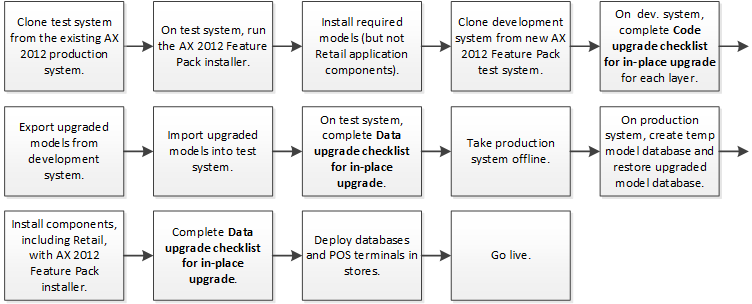 Clone test system
from the existing AX
2012 production
system.
On test system, run
the AX 2012 Feature
Pack installer.
Install required
models (but not
Retail application
components).
Clone development
system from new AX
2012 Feature Pack
test system.
On dev. system,
complete Code
upgrade checklist
for in-place upgrade
for each layer.
Export upgraded
models from
development
system.
Import upgraded
models into test
system.
On test system,
complete Data
upgrade checklist
for in-place
upgrade.
Take production
system offline.
On production
system, create temp
model database and
restore upgraded
model database.
Install components,
including Retail,
with AX 2012
Feature Pack
installer.
Complete Data
upgrade checklist
for in-place
upgrade.
Deploy databases
and POS terminals in
stores.
Go live.